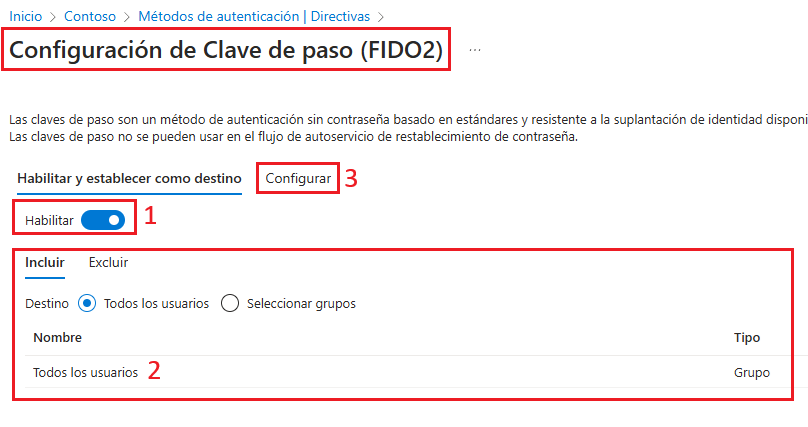 Inicio > Contoso > Métodos de autenticación | Directivas >
Configuración de Clave de paso (FIDO2) ...
Las claves de paso son un método de autenticación sin contraseña basado en estándares y resistente a la suplantación de identidad disponi
Las claves de paso no se pueden usar en el flujo de autoservicio de restablecimiento de contraseña.
Habilitar y establecer como destino Configurar 3
Habilitar 1
Incluir Excluir
Destino Todos los usuarios Seleccionar grupos
Nombre Tipo
Todos los usuarios 2 Grupo